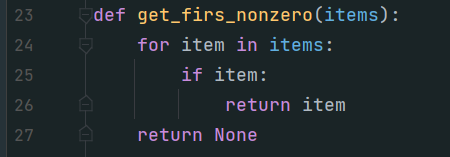 23 def get_firs_nonzero(items):
24     for item in items:
25         if item:
26             return item
27     return None